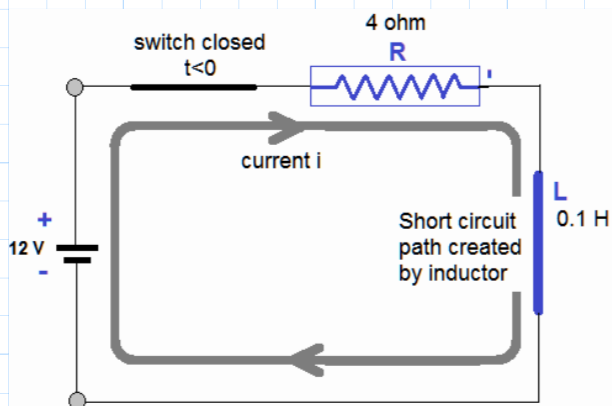 4 ohm
switch closed
t<0
R
current i
+
12 V
-
L
0.1 H
Short circuit
path created
by inductor